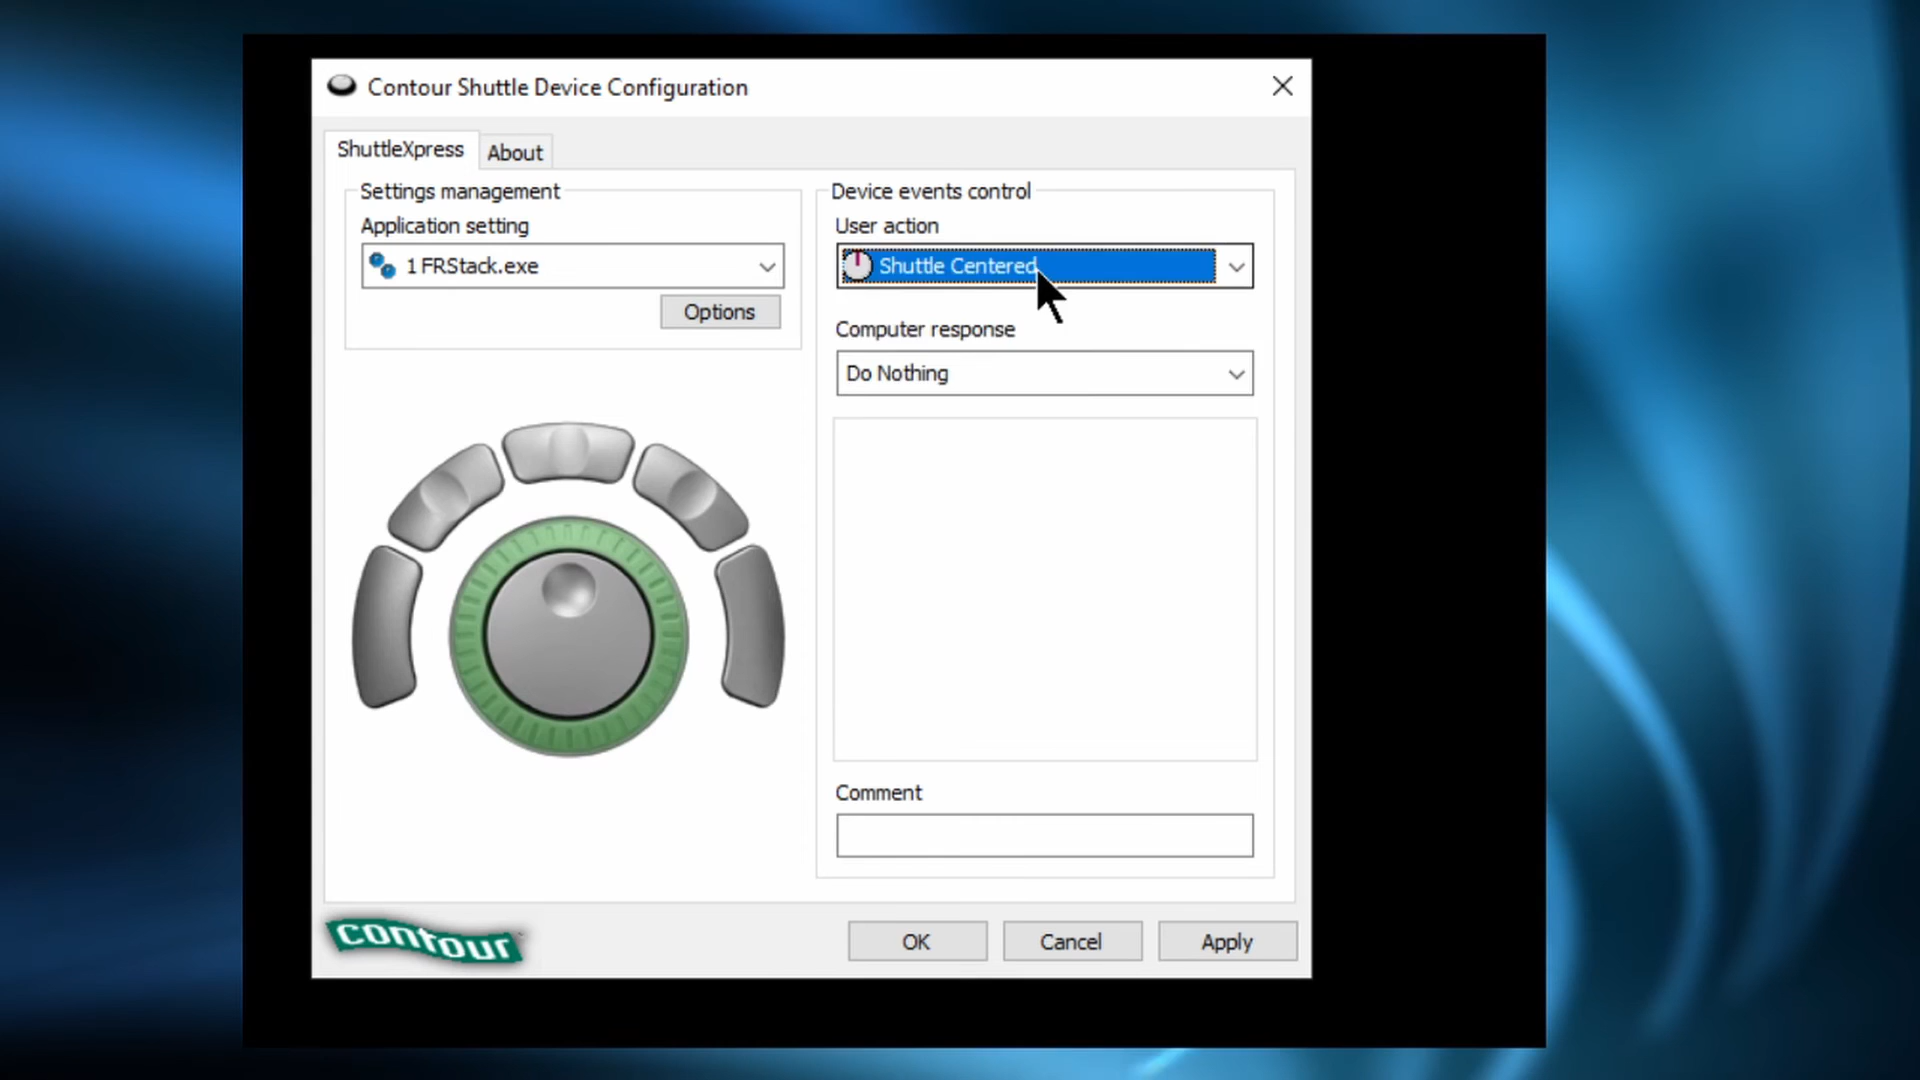 Contour Shuttle Device Configuration
ShuttleXpress
About
Settings management
Application setting
1 FRStack.exe
Options
Device events control
User action
Shuttle Centered
Computer response
Do Nothing
Comment
contour
OK
Cancel
Apply